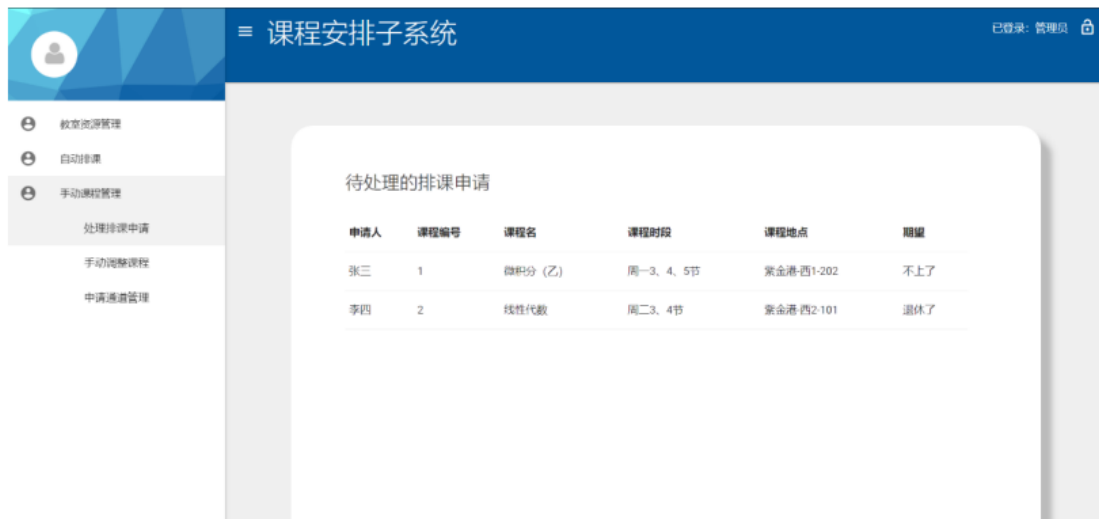 课程安排子系统
已登录: 管理员
教室资源管理
自动排课
手动课程管理
处理排课申请
手动调整课程
申请通道管理
待处理的排课申请
申请人 课程编号 课程名 课程时段 课程地点 期望
张三 1 微积分（乙） 周一3、4、5节 紫金港-西1-202 不上了
李四 2 线性代数 周二3、4节 紫金港-西2-101 退休了